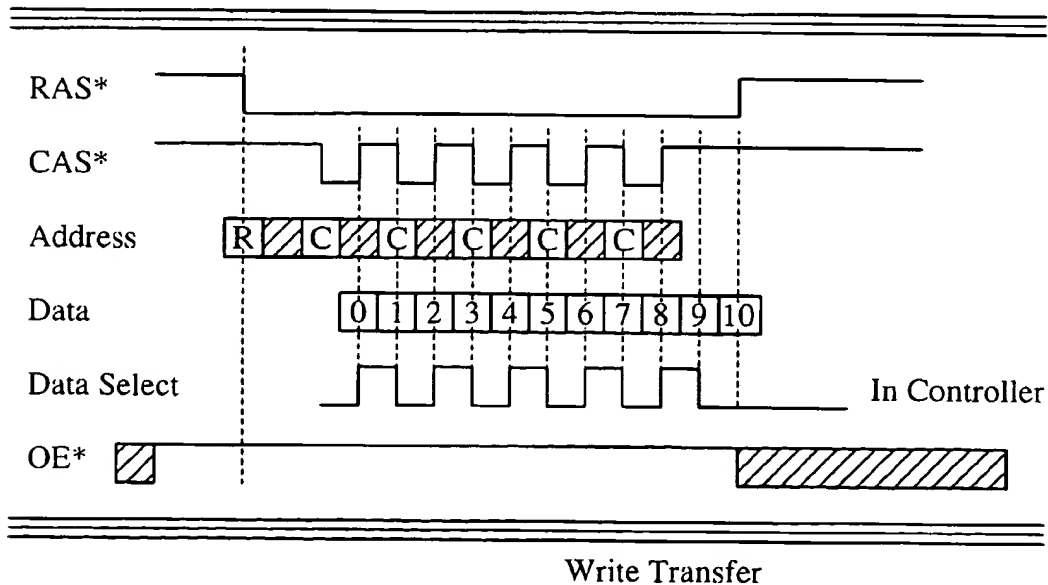 RAS*
CAS*
Address R C C C C C
Data 0 1 2 3 4 5 6 7 8 9 10
Data Select In Controller
OE*
Write Transfer